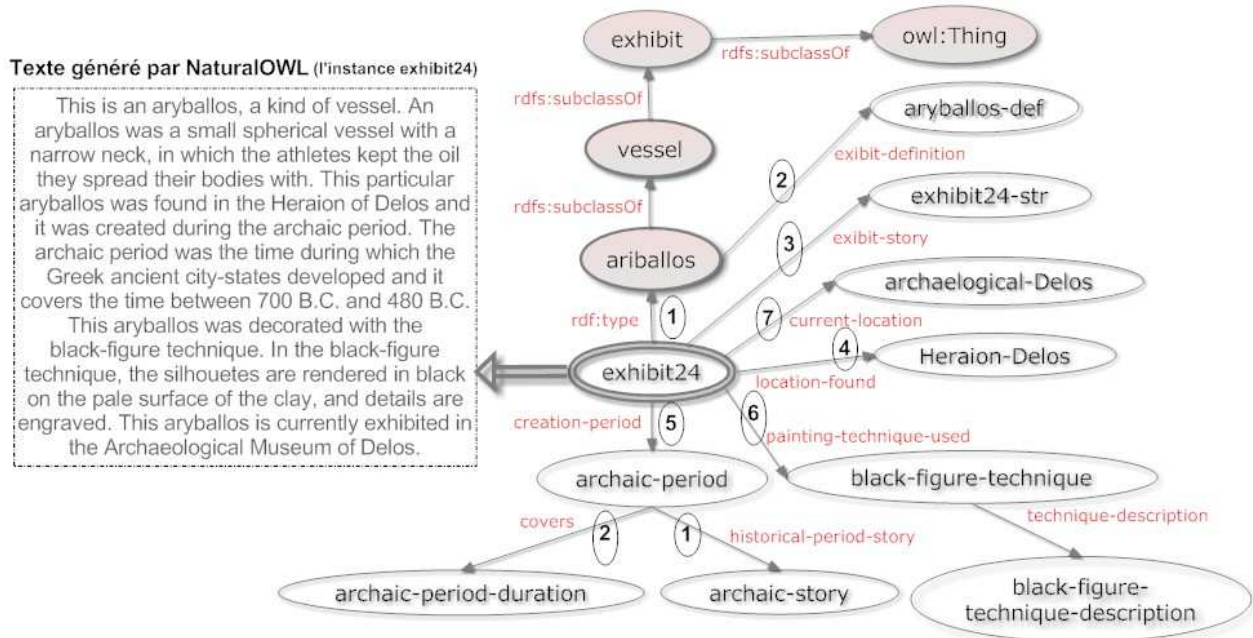 exhibit
owl:Thing
rdfs:subclassOf
Texte généré par NaturalOWL (l'instance exhibit24)
This is an aryballos, a kind of vessel. An
aryballos was a small spherical vessel with a
narrow neck, in which the athletes kept the oil
they spread their bodies with. This particular
aryballos was found in the Heraion of Delos and
it was created during the archaic period. The
archaic period was the time during which the
Greek ancient city-states developed and it
covers the time between 700 B.C. and 480 B.C.
This aryballos was decorated with the
black-figure technique. In the black-figure
technique, the silhouetes are rendered in black
on the pale surface of the clay, and details are
engraved. This aryballos is currently exhibited in
the Archaeological Museum of Delos.
rdfs:subclassOf
aryballos-def
vessel
exibit-definition
2
rdfs:subclassOf
exhibit24-str
3
exibit-story
ariballos
archaelogical-Delos
rdf:type
1
7
current-location
4
Heraion-Delos
exhibit24
location-found
creation-period
5
6
painting-technique-used
archaic-period
black-figure-technique
covers
2
1
historical-period-story
technique-description
archaic-period-duration
archaic-story
black-figure-
technique-description